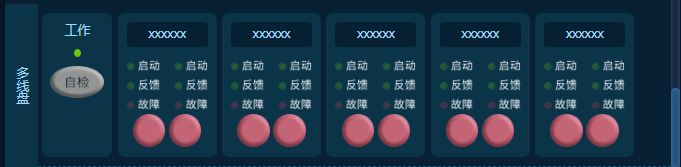 多线盘
工作
自检
xxxxxx
启动 启动
反馈 反馈
故障 故障
xxxxxx
启动 启动
反馈 反馈
故障 故障
xxxxxx
启动 启动
反馈 反馈
故障 故障
xxxxxx
启动 启动
反馈 反馈
故障 故障
xxxxxx
启动 启动
反馈 反馈
故障 故障